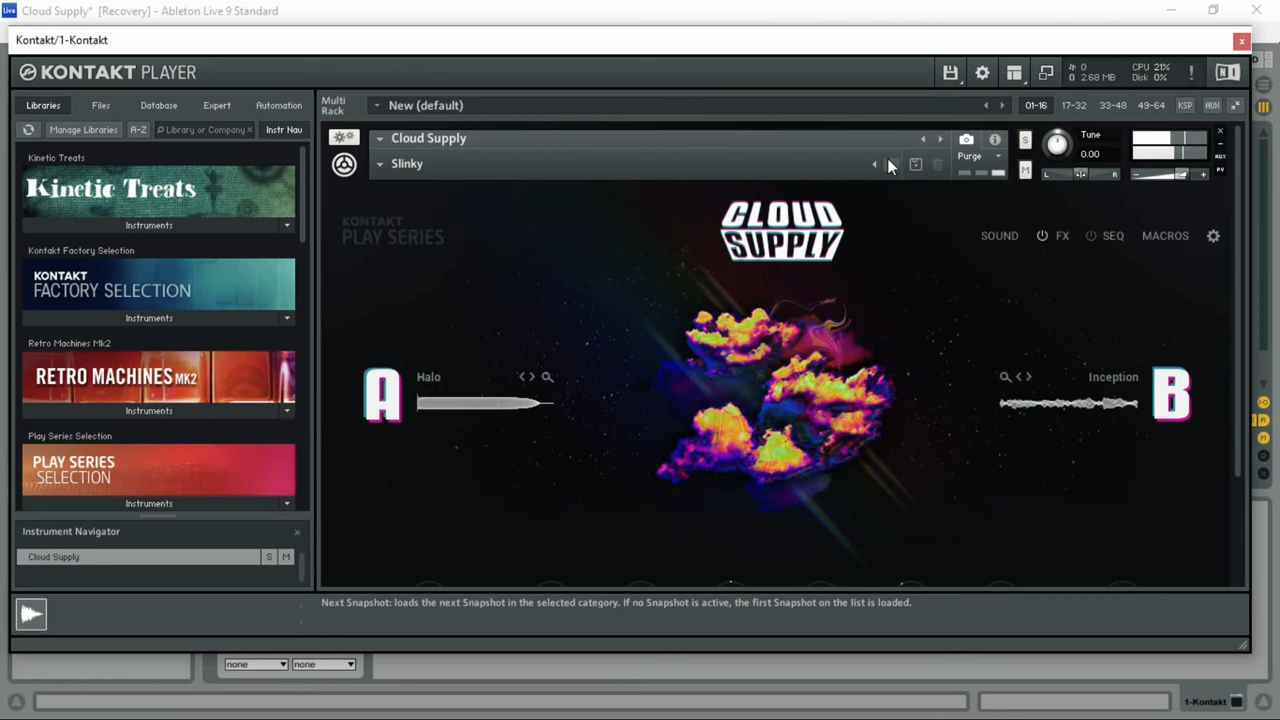 Live
Cloud Supply* [Recovery] - Ableton Live 9 Standard
Kontakt/1-Kontakt
x
KONTAKT PLAYER
0
0 2.68 MB
CPU 21%
Disk 0%
!
Libraries Files Database Expert Automation
Multi
Rack
New (default)
01-16 17-32 33-48 49-64 KSP AUX
Manage Libraries A-Z Library or Company × Instr Nav
Cloud Supply
Slinky
Purge
S
M
Tune
0.00
L R
- +
AUX
PV
Kinetic Treats
Kinetic Treats
Instruments
Kontakt Factory Selection
KONTAKT
FACTORY SELECTION
Instruments
Retro Machines Mk2
RETRO MACHINES MK2
Instruments
Play Series Selection
PLAY SERIES
SELECTION
Instruments
KONTAKT
PLAY SERIES
CLOUD
SUPPLY
SOUND FX SEQ MACROS
A
Halo
Inception
B
Instrument Navigator ×
Cloud Supply S M
Next Snapshot: loads the next Snapshot in the selected category. If no Snapshot is active, the first Snapshot on the list is loaded.
none none
1-Kontakt